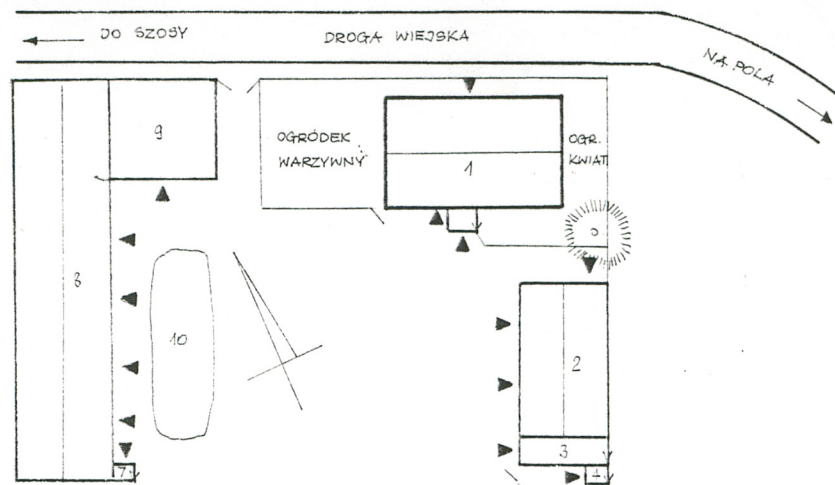 DO SZOSY
DROGA WIEJSKA
NA POLA
9
OGRÓDEK
WARZYWNY
1
OGR.
KWIAT.
8
10
2
3
7
4